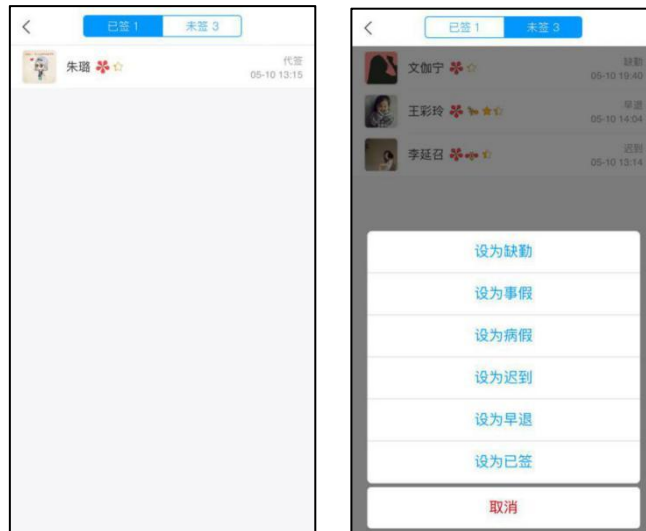 已签 1 未签 3
朱璐
代签
05-10 13:15
已签 1 未签 3
文伽宁
缺勤
05-10 19:40
王彩玲
早退
05-10 14:04
李延召
迟到
05-10 13:14
设为缺勤
设为事假
设为病假
设为迟到
设为早退
设为已签
取消